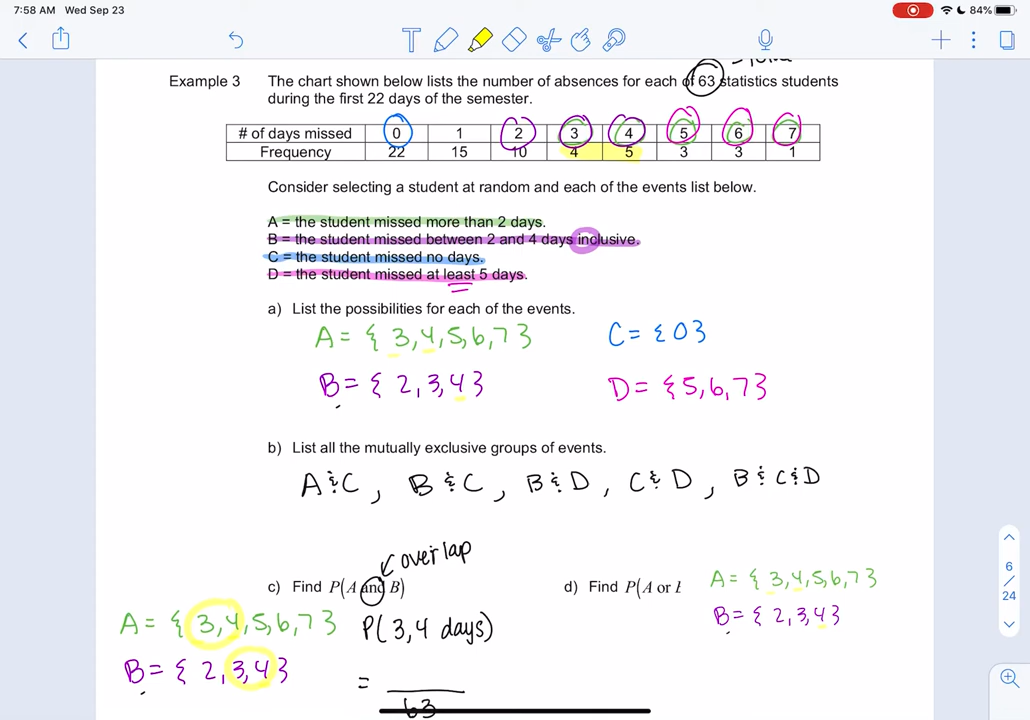 7:58 AM Wed Sep 23
84%
Example 3 The chart shown below lists the number of absences for each of 63 statistics students
during the first 22 days of the semester.
# of days missed 0 1 2 3 4 5 6 7
Frequency 22 15 10 4 5 3 3 1
Consider selecting a student at random and each of the events list below.
A = the student missed more than 2 days.
B = the student missed between 2 and 4 days inclusive.
C = the student missed no days.
D = the student missed at least 5 days.
a) List the possibilities for each of the events.
A = { 3, 4, 5, 6, 7 } C = { 0 }
B = { 2, 3, 4 } D = { 5, 6, 7 }
b) List all the mutually exclusive groups of events.
A & C , B & C , B & D , C & D , B & C & D
overlap
c) Find P(A and B) d) Find P(A or
A = { 3, 4, 5, 6, 7 }
B = { 2, 3, 4 }
A = { 3, 4, 5, 6, 7 } P( 3, 4 days)
B = { 2, 3, 4 }
= 63
6
/
24